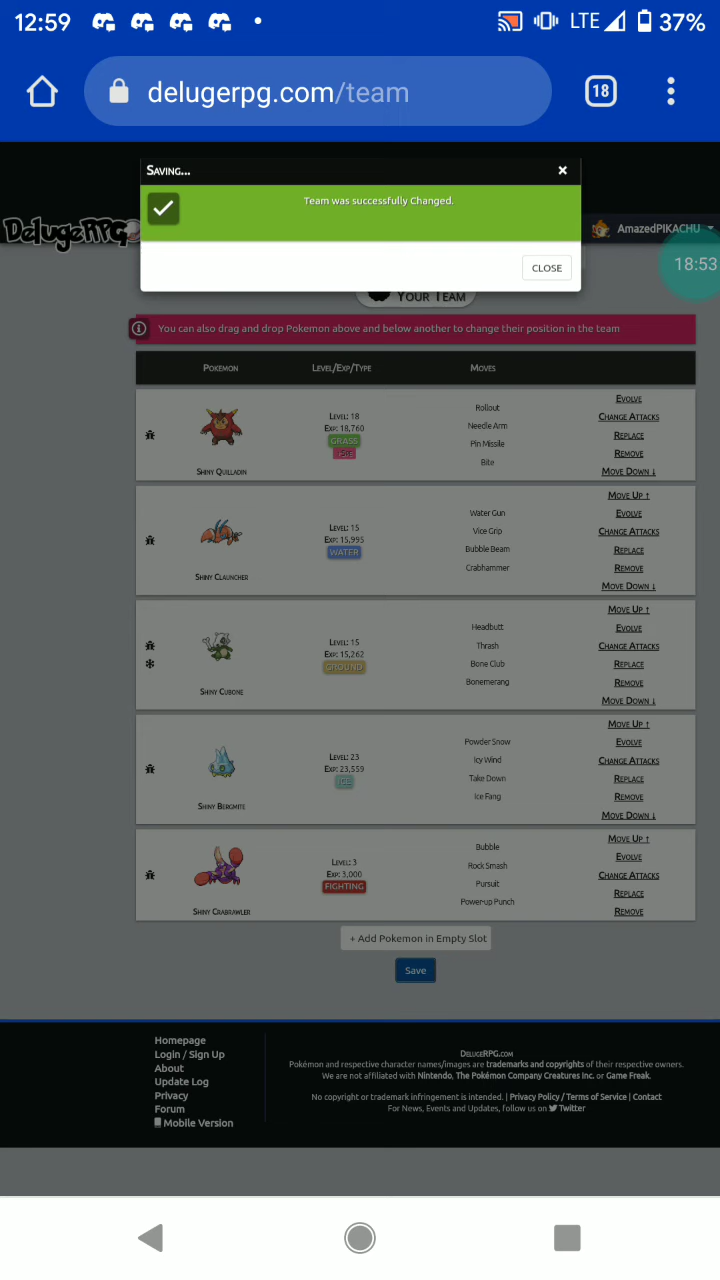 12:59
LTE 37%
delugerpg.com/team
18
Saving...
×
Team was successfully Changed.
CLOSE
DelugeRPG
AmazedPIKACHU
18:53
Your Team
You can also drag and drop Pokemon above and below another to change their position in the team
Pokemon Level/Exp/Type Moves
Shiny Quilladin
Level: 18
Exp: 18,760
GRASS
Rollout
Needle Arm
Pin Missile
Bite
Evolve
Change Attacks
Replace
Remove
Move Down ↓
Shiny Clauncher
Level: 15
Exp: 15,995
WATER
Water Gun
Vice Grip
Bubble Beam
Crabhammer
Move Up ↑
Evolve
Change Attacks
Replace
Remove
Move Down ↓
Shiny Cubone
Level: 15
Exp: 15,262
GROUND
Headbutt
Thrash
Bone Club
Bonemerang
Move Up ↑
Evolve
Change Attacks
Replace
Remove
Move Down ↓
Shiny Bergmite
Level: 23
Exp: 23,559
ICE
Powder Snow
Icy Wind
Take Down
Ice Fang
Move Up ↑
Evolve
Change Attacks
Replace
Remove
Move Down ↓
Shiny Crabrawler
Level: 3
Exp: 3,000
FIGHTING
Bubble
Rock Smash
Pursuit
Power-up Punch
Move Up ↑
Evolve
Change Attacks
Replace
Remove
+ Add Pokemon in Empty Slot
Save
Homepage
Login / Sign Up
About
Update Log
Privacy
Forum
Mobile Version
DelugeRPG.com
Pokémon and respective character names/images are trademarks and copyrights of their respective owners.
We are not affiliated with Nintendo, The Pokémon Company Creatures Inc. or Game Freak.
No copyright or trademark infringement is intended. | Privacy Policy / Terms of Service | Contact
For News, Events and Updates, follow us on Twitter